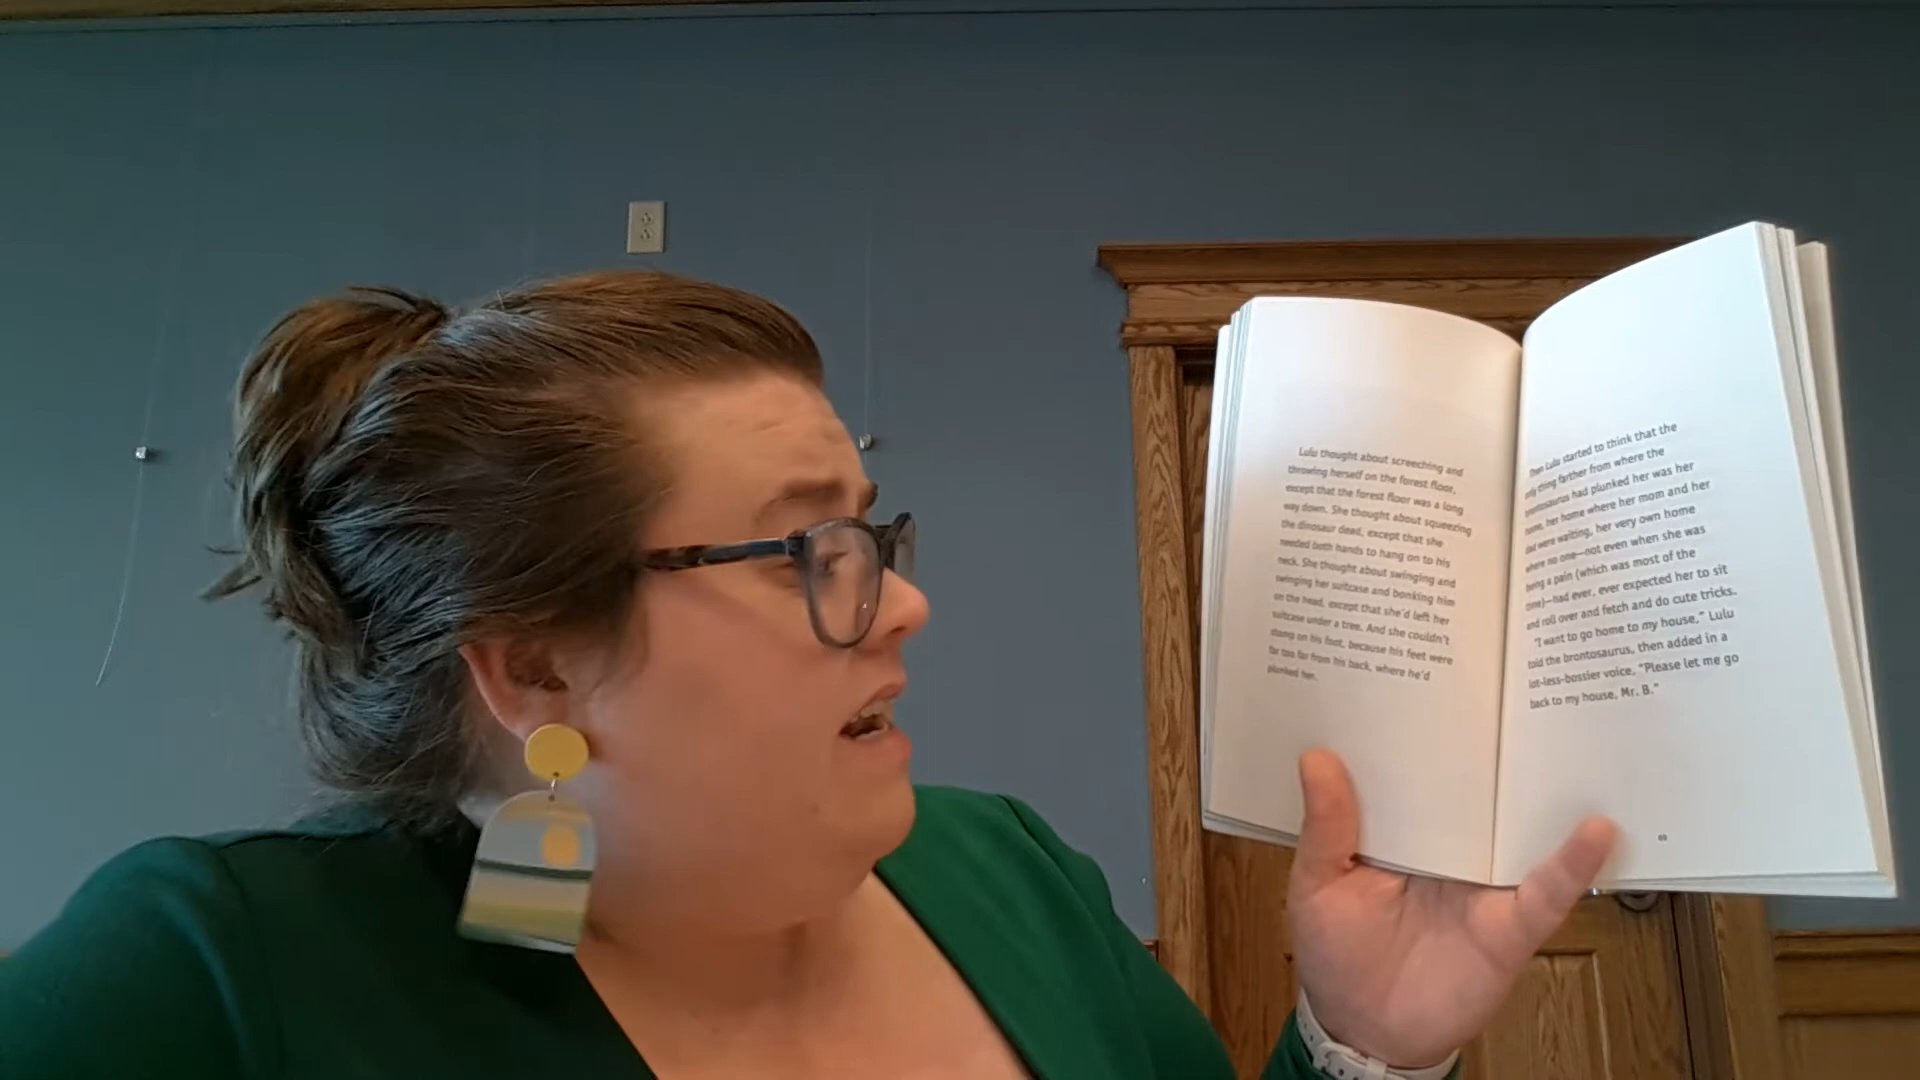 Lulu thought about screeching and
throwing herself on the forest floor,
except that the forest floor was a long
way down. She thought about squeezing
the dinosaur dead, except that she
needed both hands to hang on to his
neck. She thought about swinging and
swinging her suitcase and bonking him
on the head, except that she'd left her
suitcase under a tree. And she couldn't
stomp on his foot, because his feet were
far too far from his back, where he'd
plunked her.
Then Lulu started to think that the
only thing farther from where the
brontosaurus had plunked her was her
home, her home where her mom and her
dad were waiting, her very own home
where no one—not even when she was
being a pain (which was most of the
time)—had ever, ever expected her to sit
and roll over and fetch and do cute tricks.
"I want to go home to my house," Lulu
told the brontosaurus, then added in a
lot-less-bossier voice, "Please let me go
back to my house, Mr. B."